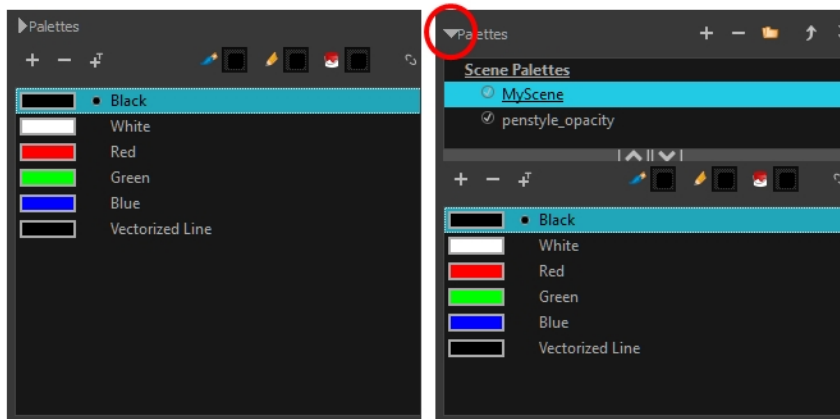 Palettes
Black
White
Red
Green
Blue
Vectorized Line
Palettes
Scene Palettes
MyScene
penstyle_opacity
Black
White
Red
Green
Blue
Vectorized Line